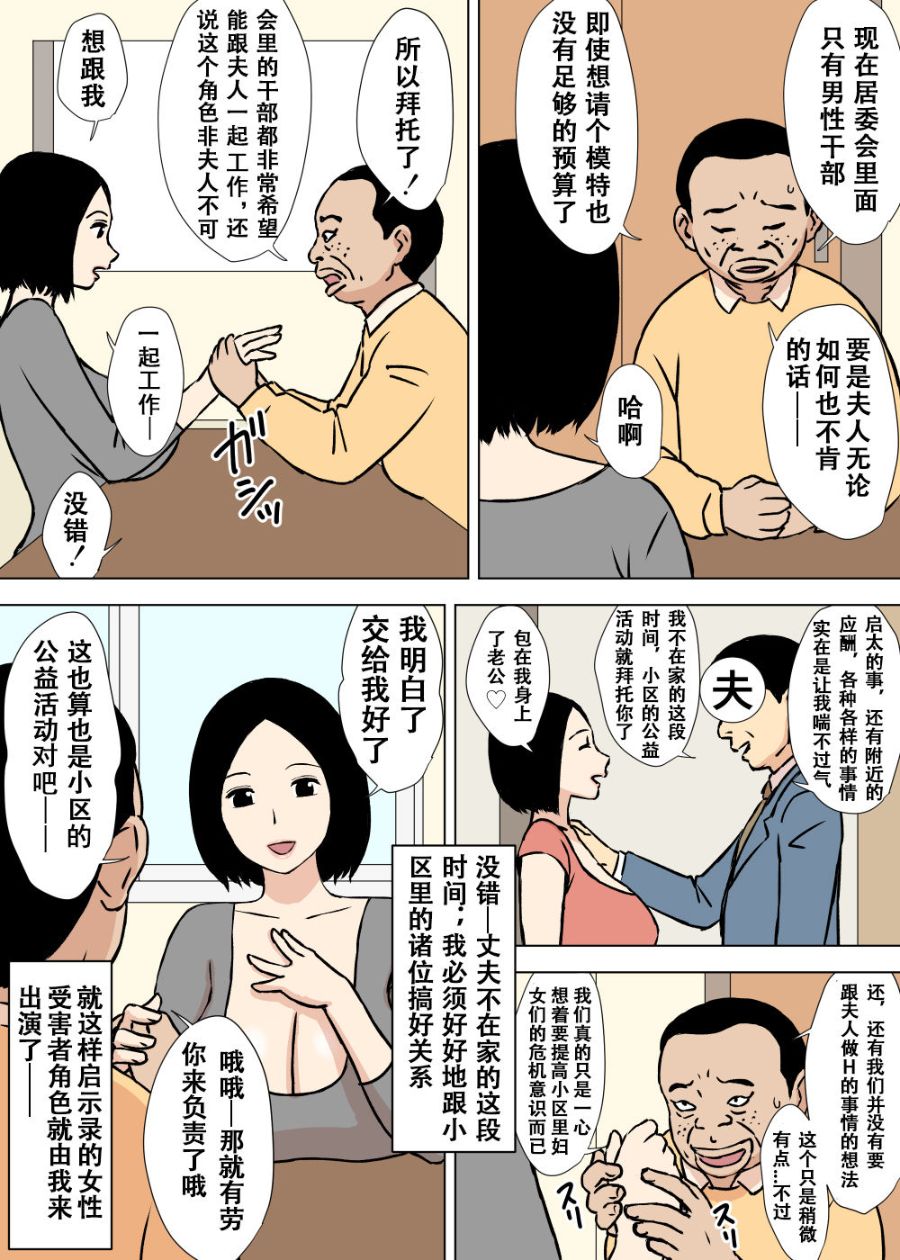 现在居委会里面
只有男性干部
即使想请个模特也
没有足够的预算了
要是夫人无论
如何也不肯
的话——
哈啊
所以拜托了！
会里的干部都非常希望
能跟夫人一起工作，还
说这个角色非夫人不可
想跟我
一起工作—
没错！
ガシッ
启太的事，还有附近的
应酬，各种各样的事情
实在是让我喘不过气
夫
我不在家的这段
时间，小区的公益
活动就拜托你了
包在我身上
了老公♡
没错—丈夫不在家的这段
时间；我必须好好地跟小
区里的诸位搞好关系
还，还有我们并没有要
跟夫人做H的事情的想法
这个只是稍微
有点...不过
我们真的只是一心
想着要提高小区里妇
女们的危机意识而已
スリ
スリ
我明白了
交给我好了
这也算也是小区的
公益活动对吧——
哦哦—那就有劳
你来负责了哦
就这样启示录的女性
受害者角色就由我来
出演了——